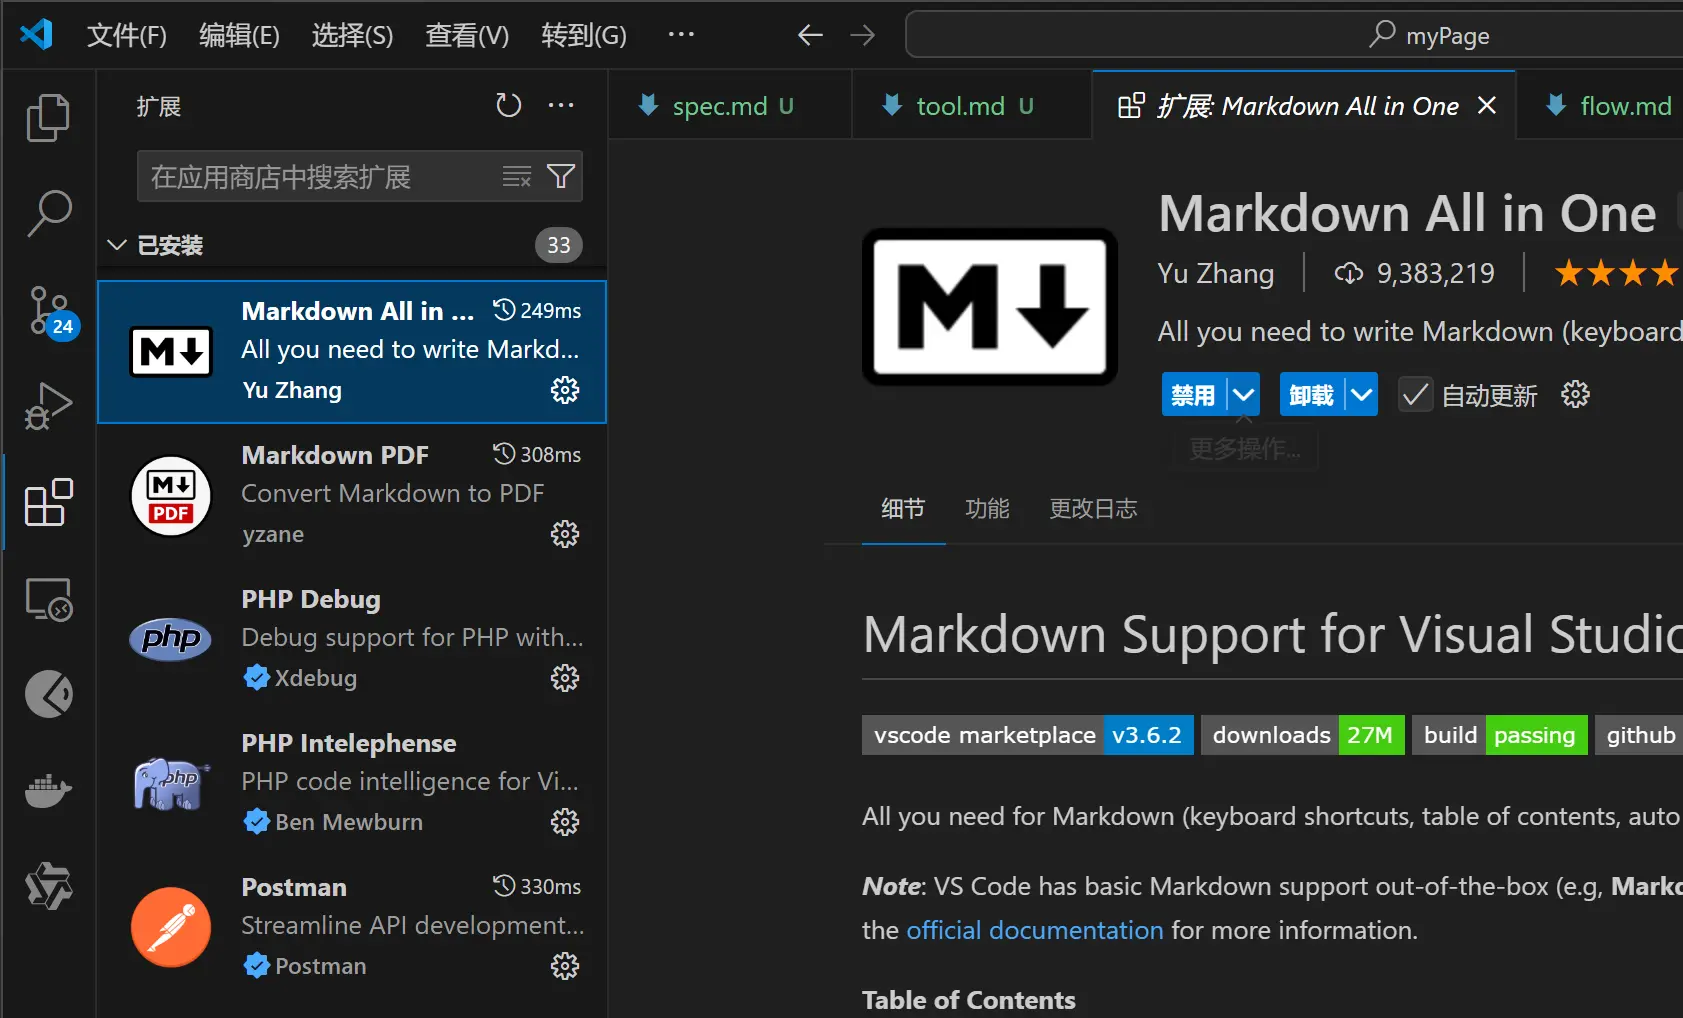 文件(F) 编辑(E) 选择(S) 查看(V) 转到(G) ··· myPage
扩展
在应用商店中搜索扩展
已安装 33
24
Markdown All in ... 249ms
All you need to write Markd...
Yu Zhang
Markdown PDF 308ms
Convert Markdown to PDF
yzane
PHP Debug
Debug support for PHP with...
Xdebug
PHP Intelephense
PHP code intelligence for Vi...
Ben Mewburn
Postman 330ms
Streamline API development...
Postman
M↓
M↓
PDF
php
php
spec.md U tool.md U 扩展: Markdown All in One flow.md
M↓
Markdown All in One
Yu Zhang 9,383,219
All you need to write Markdown (keyboard
禁用 卸载 自动更新
更多操作...
细节 功能 更改日志
Markdown Support for Visual Studio
vscode marketplace v3.6.2 downloads 27M build passing github
All you need for Markdown (keyboard shortcuts, table of contents, auto
Note: VS Code has basic Markdown support out-of-the-box (e.g, Markd
the official documentation for more information.
Table of Contents